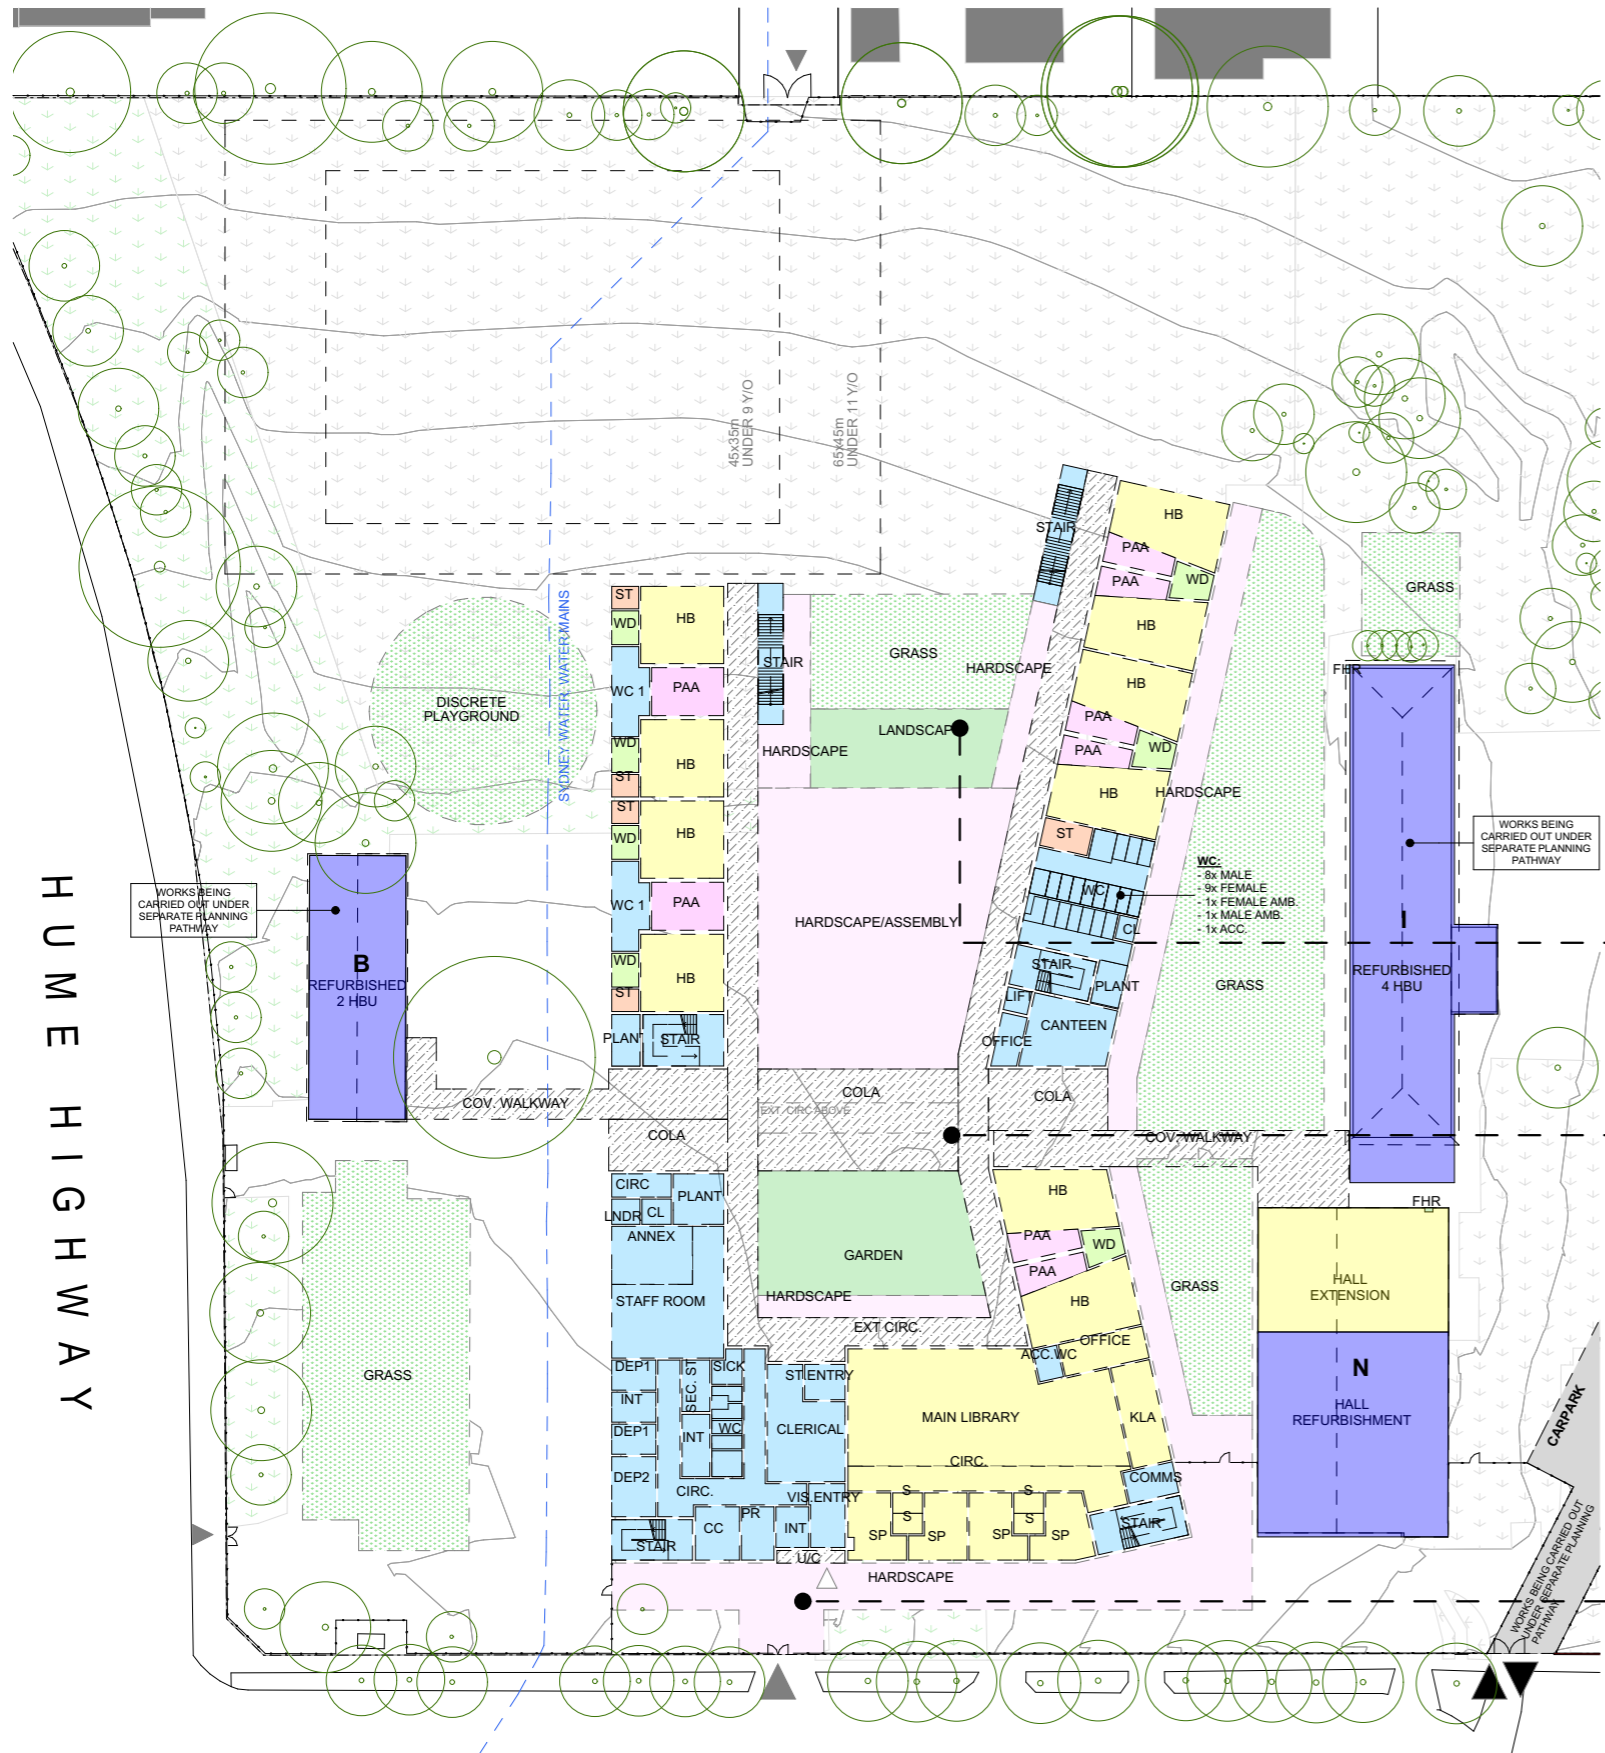 45x35m
UNDER 9 Y/O
65x45m
UNDER 11 Y/O
STAIR
HB
PAA
PAA
WD
HB
GRASS
ST
WD
HB
SYDNEY WATER WATER MAINS
STAIR
GRASS
HARDSCAPE
HB
FHR
DISCRETE
PLAYGROUND
WC 1
PAA
LANDSCAPE
PAA
WD
HB
ST
HARDSCAPE
PAA
WD
HB
HARDSCAPE
ST
HB
WD
ST
WORKS BEING
CARRIED OUT UNDER
SEPARATE PLANNING
PATHWAY
WC:
- 8x MALE
- 9x FEMALE
- 1x FEMALE AMB.
- 1x MALE AMB.
- 1x ACC.
WC
CL
HUME HIGHWAY
WORKS BEING
CARRIED OUT UNDER
SEPARATE PLANNING
PATHWAY
WC 1
PAA
HARDSCAPE/ASSEMBLY
B
REFURBISHED
2 HBU
WD
HB
ST
STAIR
PLANT
LIFT
CANTEEN
OFFICE
GRASS
I
REFURBISHED
4 HBU
PLANT
STAIR
COV. WALKWAY
COLA
COLA
EXT. CIRC ABOVE
COLA
COV. WALKWAY
CIRC
PLANT
LNDR
CL
ANNEX
STAFF ROOM
GARDEN
HARDSCAPE
EXT CIRC.
HB
PAA
WD
PAA
HB
OFFICE
ACC.WC
GRASS
FHR
HALL
EXTENSION
N
HALL
REFURBISHMENT
CARPARK
GRASS
DEP1
INT
DEP1
DEP2
SEC. ST
SICK
INT
WC
ST.ENTRY
CLERICAL
MAIN LIBRARY
KLA
CIRC.
COMMS
CIRC.
VIS.ENTRY
S
S
S
S
STAIR
CC
PR
INT
SP
SP
SP
SP
STAIR
U/C
HARDSCAPE
WORKS BEING CARRIED OUT
UNDER SEPARATE PLANNING
PATHWAY